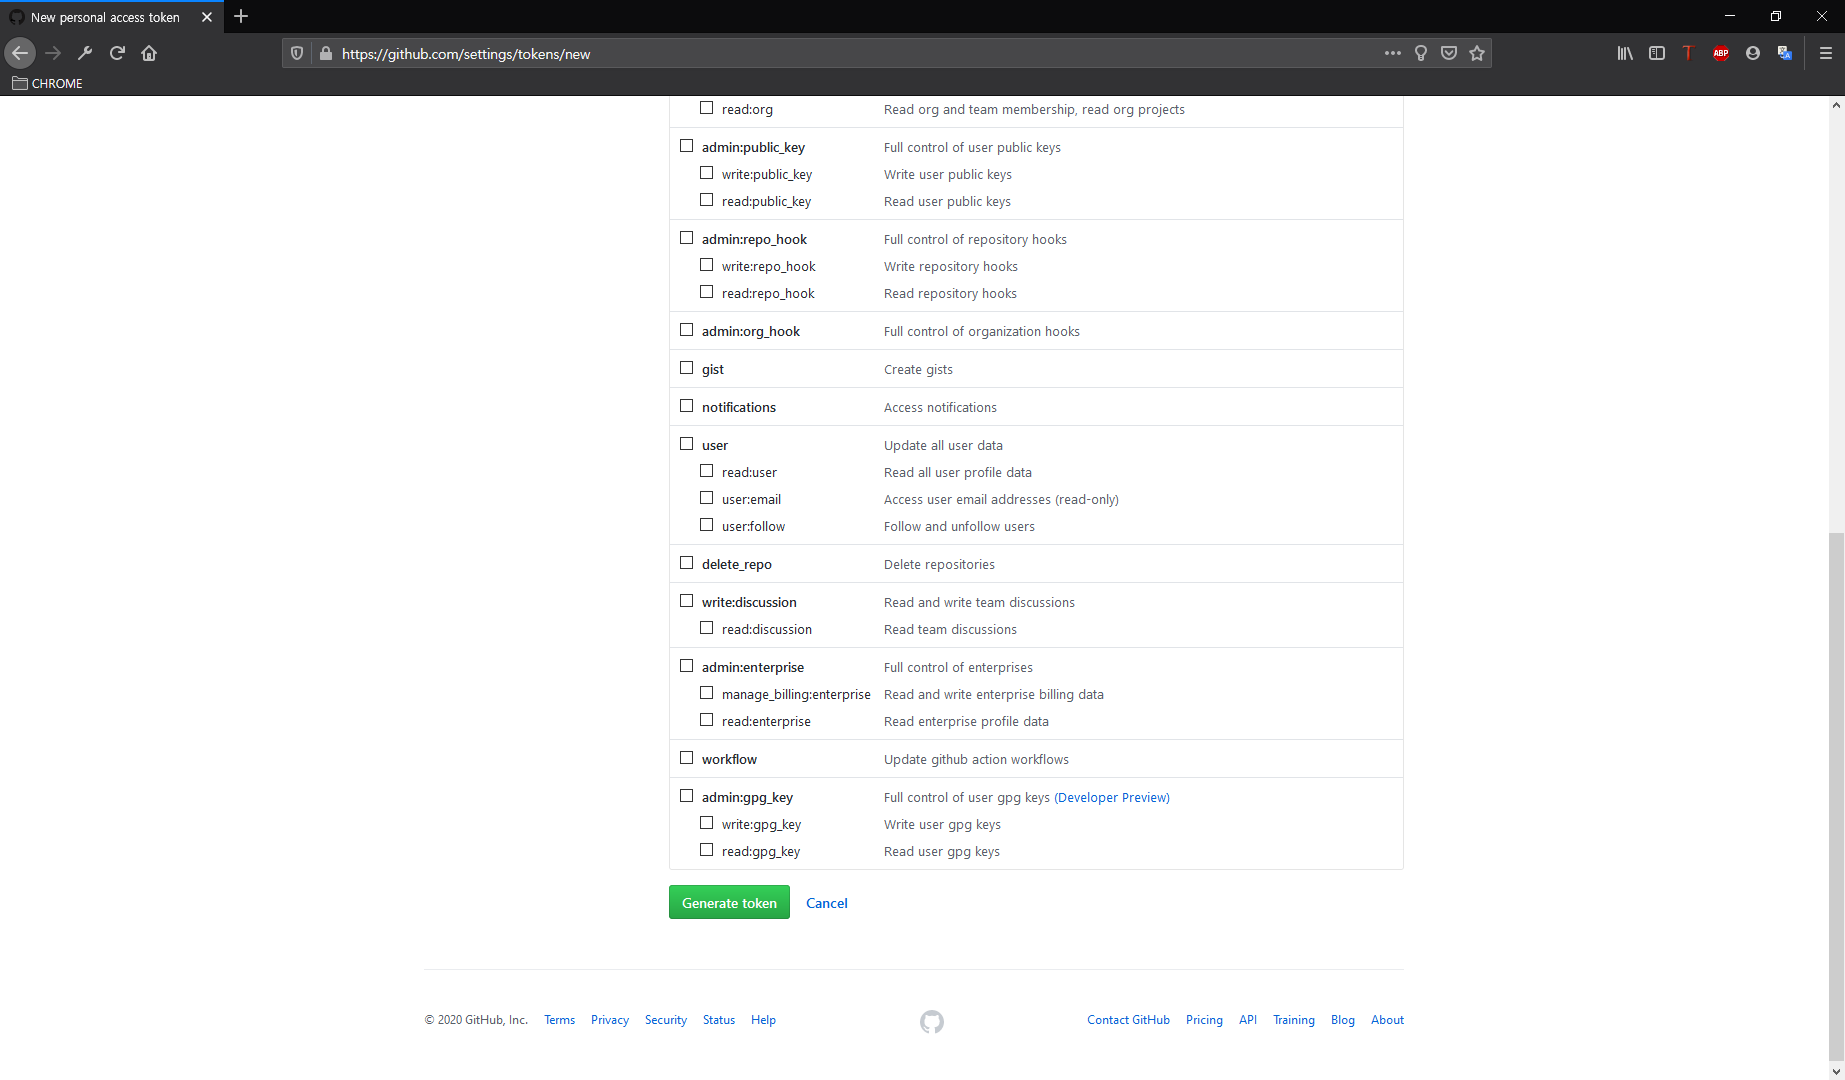 New personal access token
https://github.com/settings/tokens/new
ABP
CHROME
read:org Read org and team membership, read org projects
admin:public_key Full control of user public keys
write:public_key Write user public keys
read:public_key Read user public keys
admin:repo_hook Full control of repository hooks
write:repo_hook Write repository hooks
read:repo_hook Read repository hooks
admin:org_hook Full control of organization hooks
gist Create gists
notifications Access notifications
user Update all user data
read:user Read all user profile data
user:email Access user email addresses (read-only)
user:follow Follow and unfollow users
delete_repo Delete repositories
write:discussion Read and write team discussions
read:discussion Read team discussions
admin:enterprise Full control of enterprises
manage_billing:enterprise Read and write enterprise billing data
read:enterprise Read enterprise profile data
workflow Update github action workflows
admin:gpg_key Full control of user gpg keys (Developer Preview)
write:gpg_key Write user gpg keys
read:gpg_key Read user gpg keys
Generate token Cancel
© 2020 GitHub, Inc. Terms Privacy Security Status Help Contact GitHub Pricing API Training Blog About